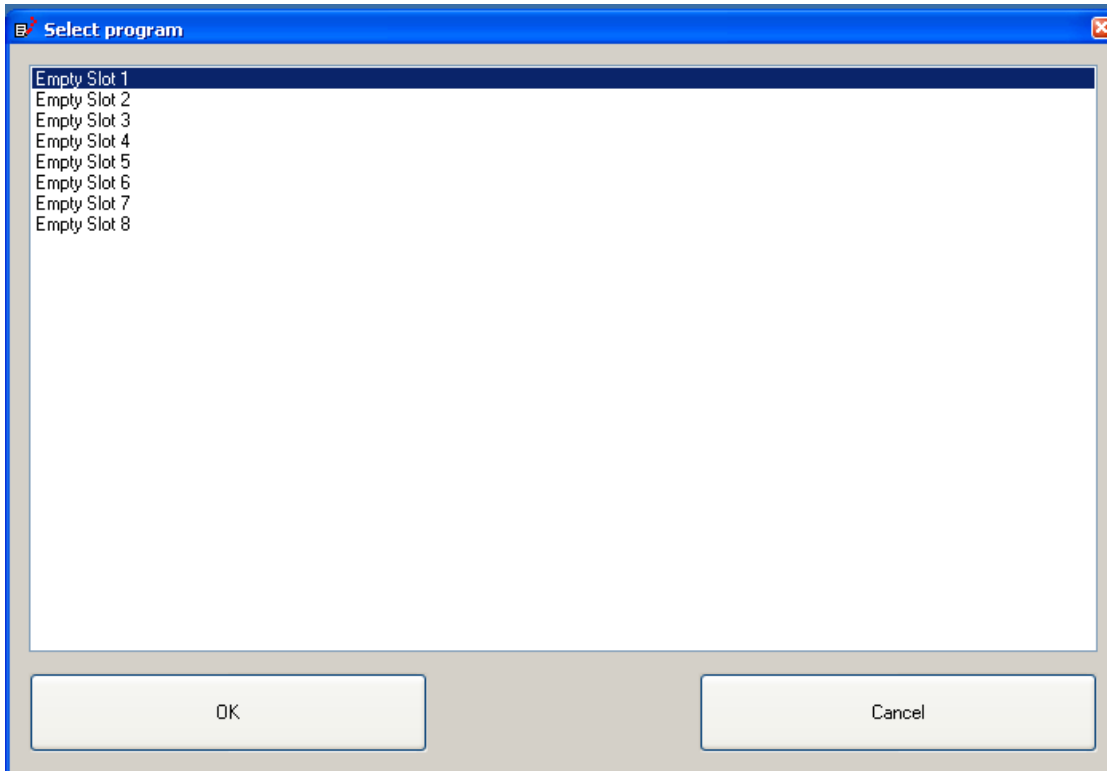 Select program
Empty Slot 1
Empty Slot 2
Empty Slot 3
Empty Slot 4
Empty Slot 5
Empty Slot 6
Empty Slot 7
Empty Slot 8
OK
Cancel